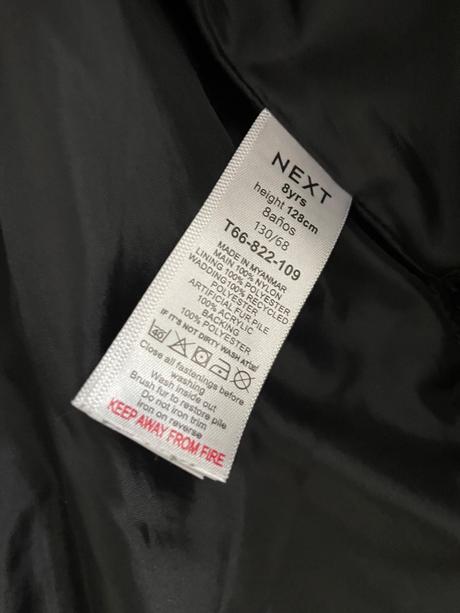 NEXT
8yrs
height 128cm
8años
130/68
T66-822-109
MADE IN MYANMAR
MAIN 100% NYLON
LINING 100% POLYESTER
WADDING 100% RECYCLED
POLYESTER
ARTIFICIAL FUR PILE
100% ACRYLIC
BACKING
100% POLYESTER
IF IT'S NOT DIRTY WASH AT
40
Close all fastenings before
washing
Wash inside out
Brush fur to restore pile
Do not iron trim
iron on reverse
KEEP AWAY FROM FIRE